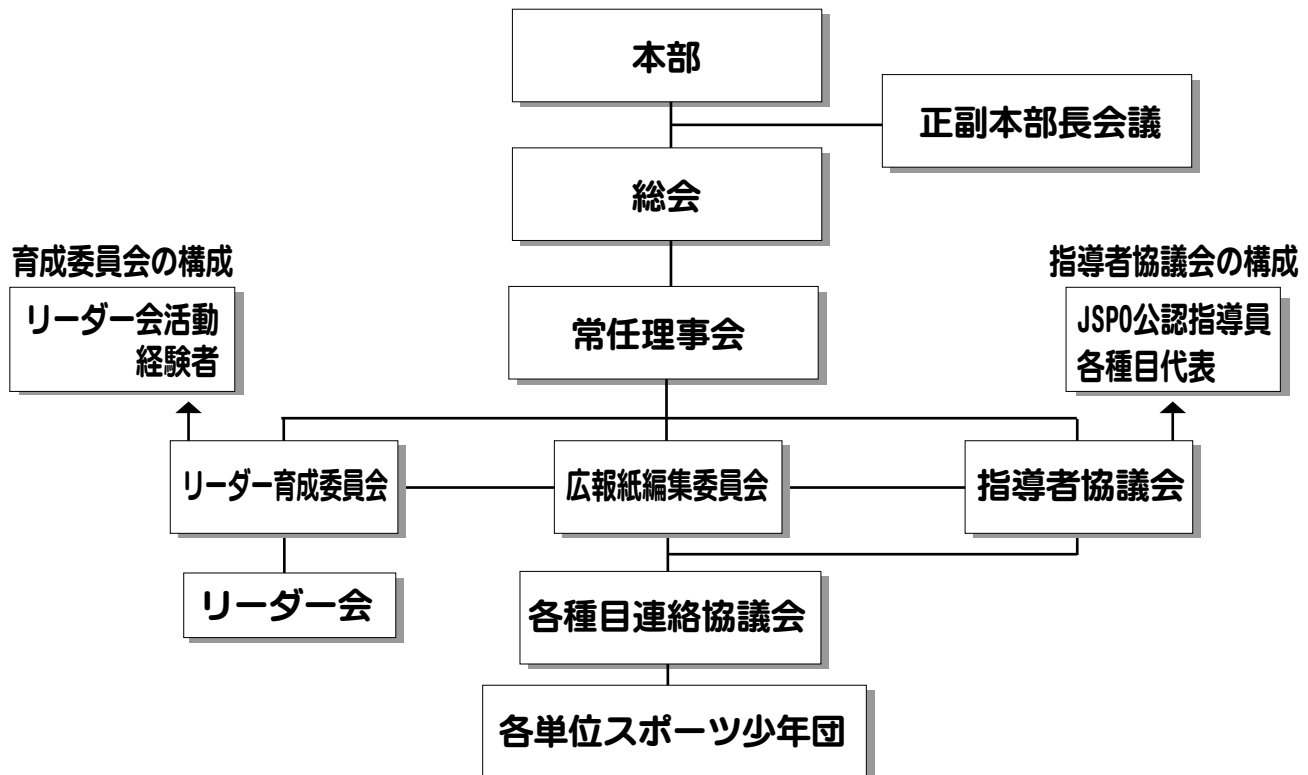 本部
正副本部長会議
総会
育成委員会の構成
リーダー会活動
経験者
常任理事会
指導者協議会の構成
JSPO公認指導員
各種目代表
リーダー育成委員会
広報紙編集委員会
指導者協議会
リーダー会
各種目連絡協議会
各単位スポーツ少年団